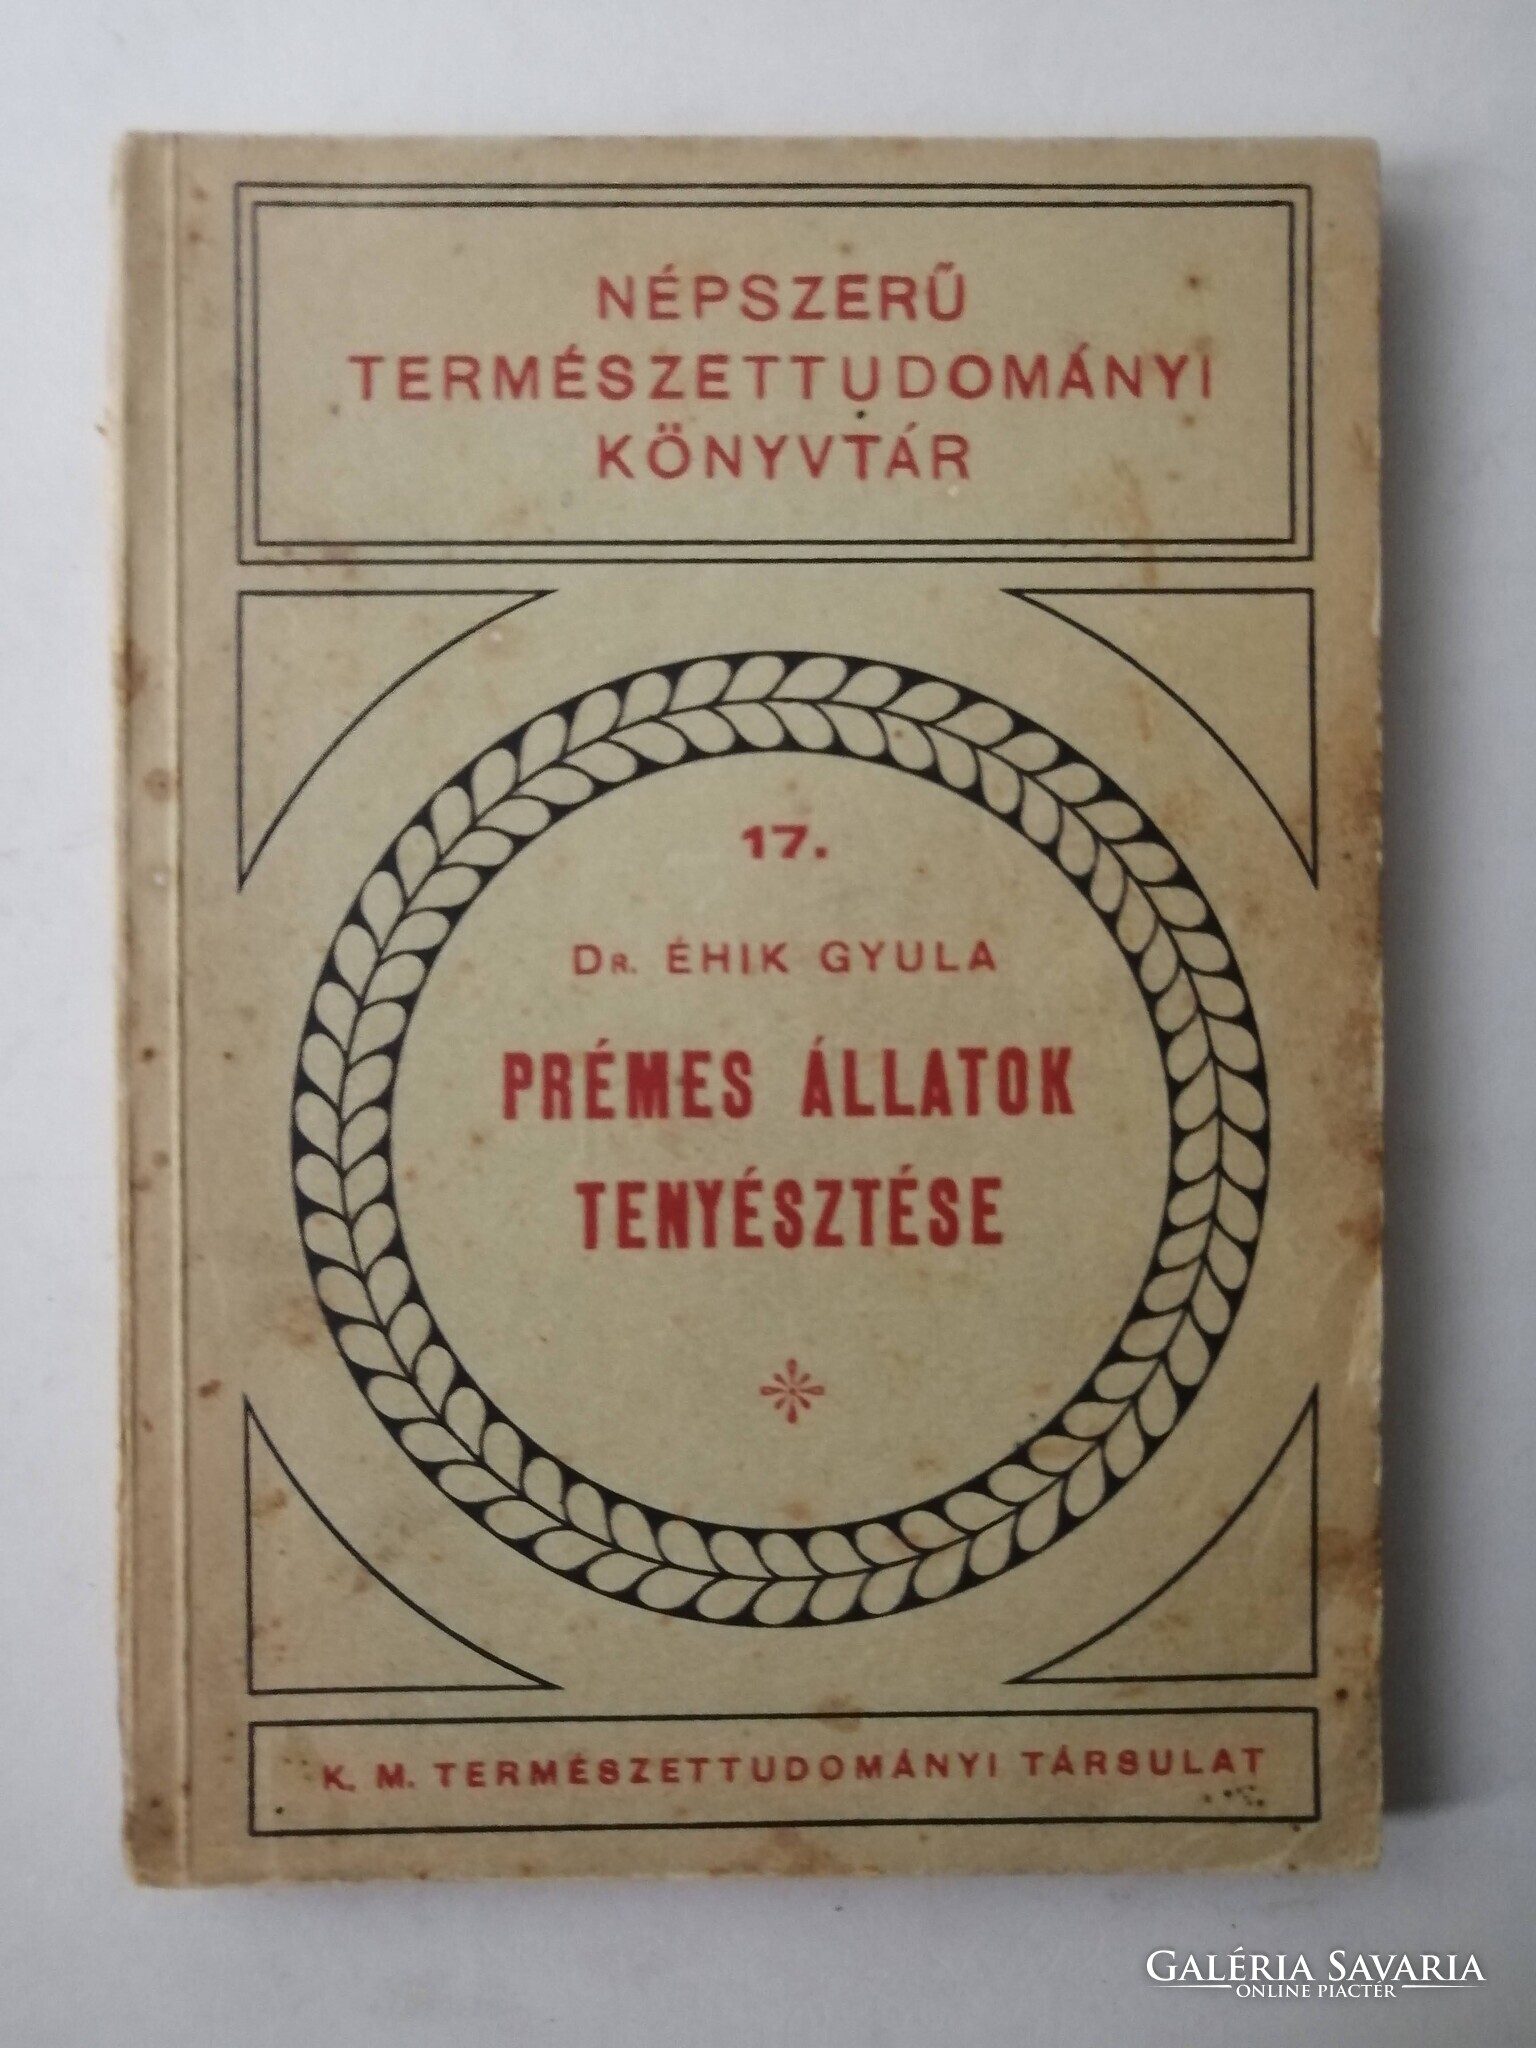 NÉPSZERŰ
TERMÉSZETTUDOMÁNYI
KÖNYVTÁR
17.
DR. ÉHIK GYULA
PRÉMES ÁLLATOK
TENYÉSZTÉSE
K. M. TERMÉSZETTUDOMÁNYI TÁRSULAT
GALÉRIA SAVARIA
ONLINE PIACTÉR